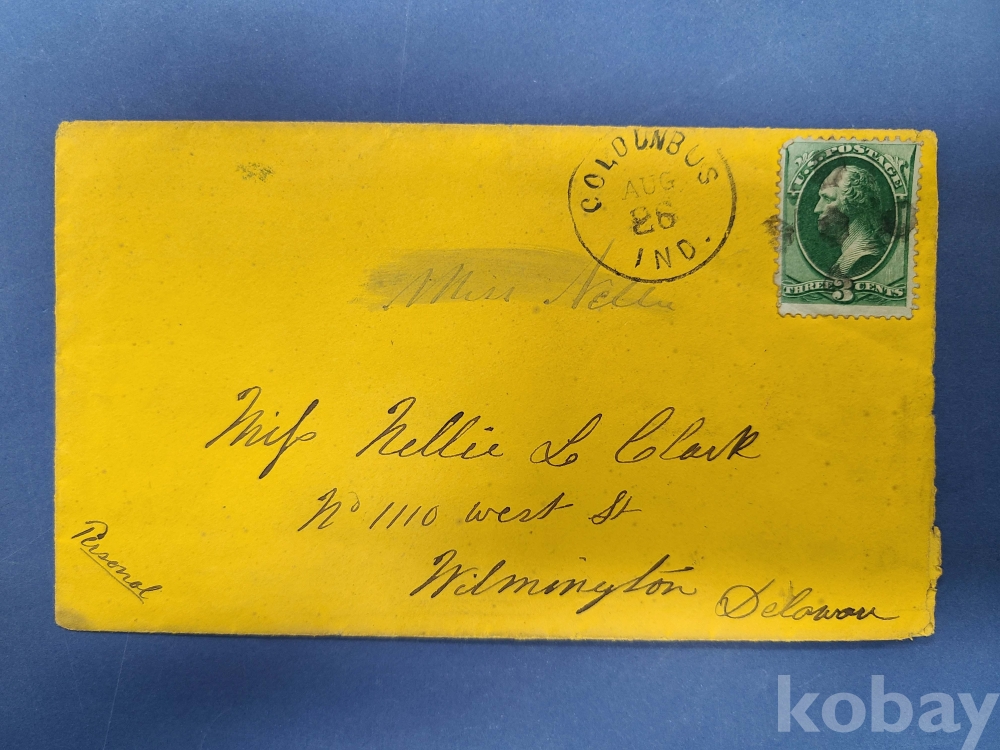 COLOUNBUS
AUG
26
IND.
U.S. POSTAGE
THREE 3 CENTS
Miss Nellie
Miss Nellie L Clark
No 1110 west St
Wilmington Delaware
Personal
kobay